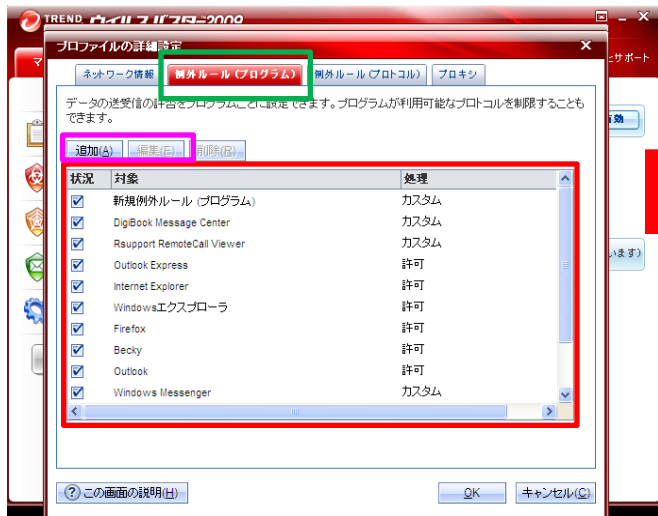 TREND ウイルスバスター2009
プロファイルの詳細設定
マ
とサポート
ネットワーク情報
例外ルール (プログラム)
例外ルール (プロトコル)
プロキシ
データの送受信の許否をプログラムごとに設定できます。プログラムが利用可能なプロトコルを制限することも
できます。
効
追加(A)
編集(E)
削除(R)
状況 対象 処理
新規例外ルール (プログラム) カスタム
DigiBook Message Center カスタム
Rsupport RemoteCall Viewer カスタム
Outlook Express 許可
Internet Explorer 許可
Windowsエクスプローラ 許可
Firefox 許可
Becky 許可
Outlook 許可
Windows Messenger カスタム
います)
この画面の説明(H)
OK
キャンセル(C)